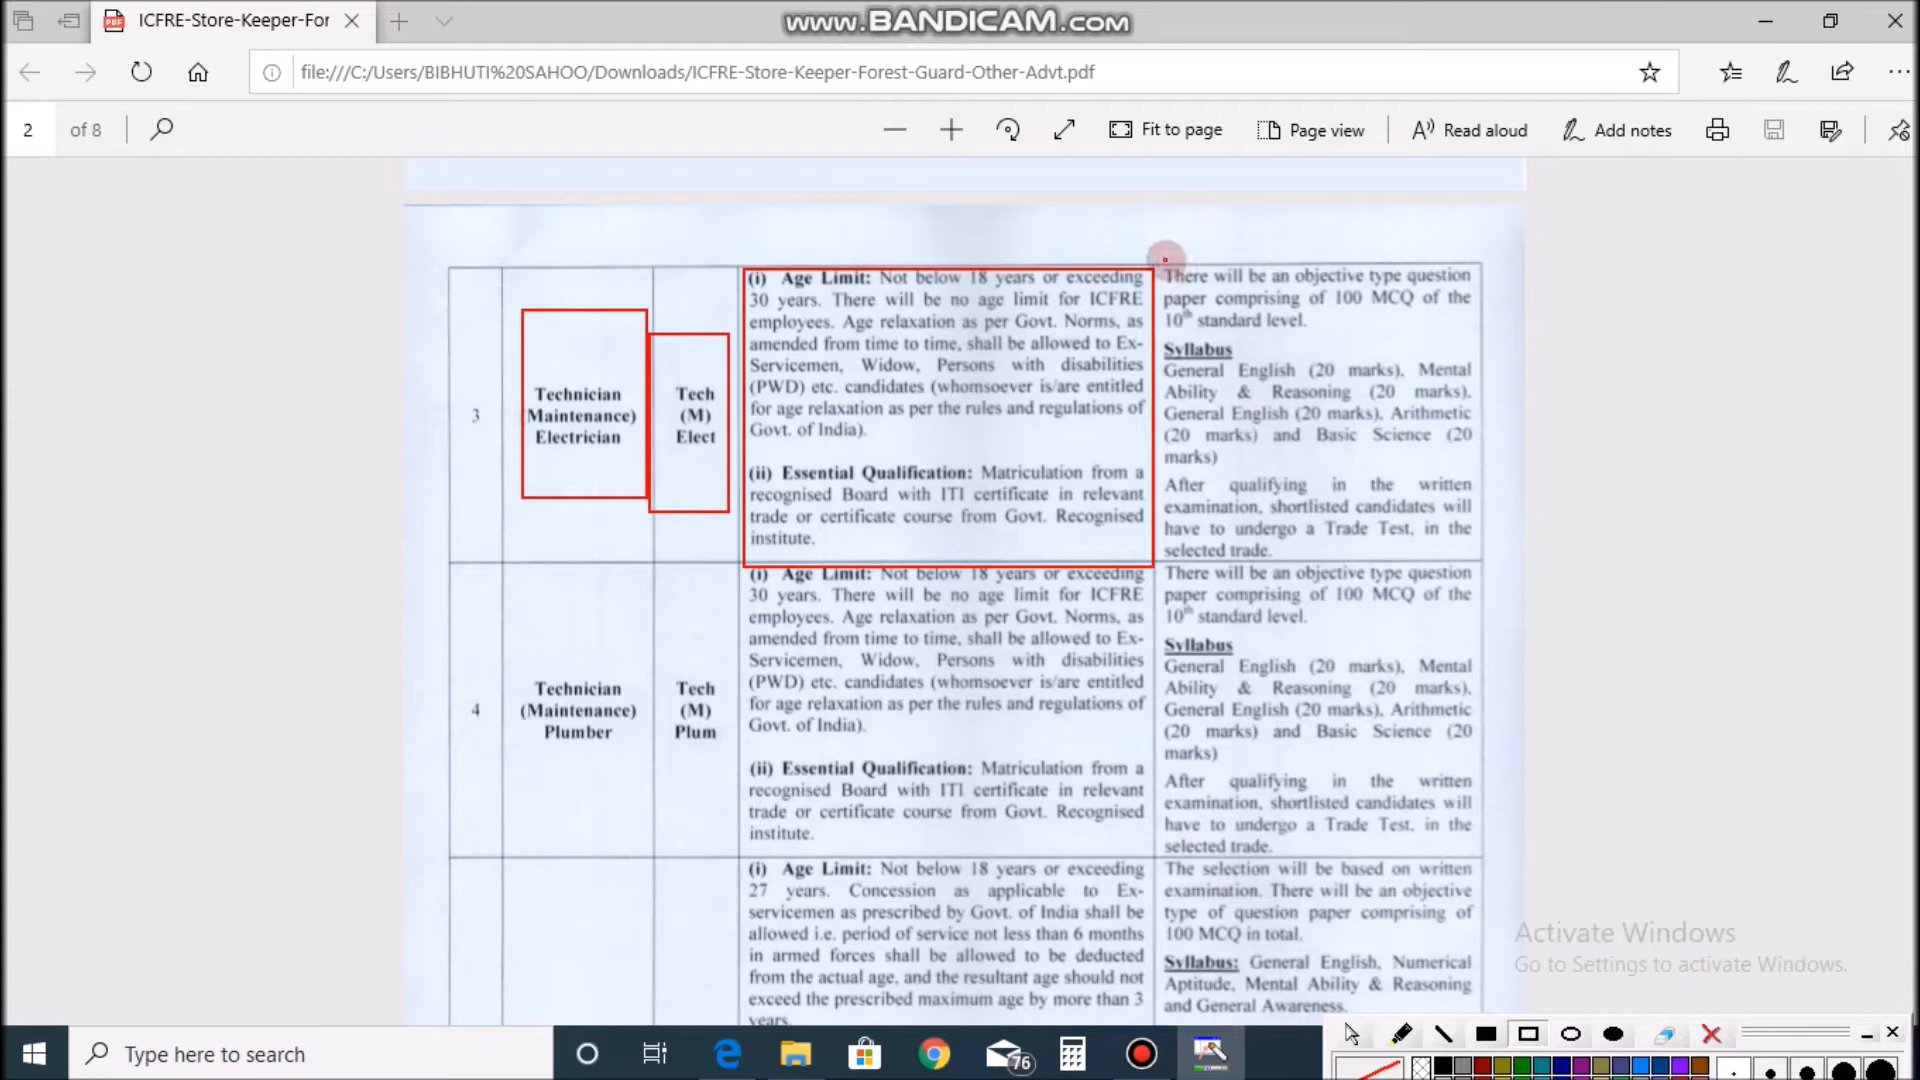 ICFRE-Store-Keeper-For
www.BANDICAM.com
file:///C:/Users/BIBHUTI%20SAHOO/Downloads/ICFRE-Store-Keeper-Forest-Guard-Other-Advt.pdf
2 of 8
Fit to page
Page view
Read aloud
Add notes
3
Technician
(Maintenance)
Electrician
Tech
(M)
Elect
(i) Age Limit: Not below 18 years or exceeding
30 years. There will be no age limit for ICFRE
employees. Age relaxation as per Govt. Norms, as
amended from time to time, shall be allowed to Ex-
Servicemen, Widow, Persons with disabilities
(PWD) etc. candidates (whomsoever is/are entitled
for age relaxation as per the rules and regulations of
Govt. of India).
(ii) Essential Qualification: Matriculation from a
recognised Board with ITI certificate in relevant
trade or certificate course from Govt. Recognised
institute.
There will be an objective type question
paper comprising of 100 MCQ of the
10th standard level.
Syllabus
General English (20 marks), Mental
Ability & Reasoning (20 marks),
General English (20 marks), Arithmetic
(20 marks) and Basic Science (20
marks)
After qualifying in the written
examination, shortlisted candidates will
have to undergo a Trade Test, in the
selected trade.
4
Technician
(Maintenance)
Plumber
Tech
(M)
Plum
(i) Age Limit: Not below 18 years or exceeding
30 years. There will be no age limit for ICFRE
employees. Age relaxation as per Govt. Norms, as
amended from time to time, shall be allowed to Ex-
Servicemen, Widow, Persons with disabilities
(PWD) etc. candidates (whomsoever is/are entitled
for age relaxation as per the rules and regulations of
Govt. of India).
(ii) Essential Qualification: Matriculation from a
recognised Board with ITI certificate in relevant
trade or certificate course from Govt. Recognised
institute.
There will be an objective type question
paper comprising of 100 MCQ of the
10th standard level.
Syllabus
General English (20 marks), Mental
Ability & Reasoning (20 marks),
General English (20 marks), Arithmetic
(20 marks) and Basic Science (20
marks)
After qualifying in the written
examination, shortlisted candidates will
have to undergo a Trade Test, in the
selected trade.
(i) Age Limit: Not below 18 years or exceeding
27 years. Concession as applicable to Ex-
servicemen as prescribed by Govt. of India shall be
allowed i.e. period of service not less than 6 months
in armed forces shall be allowed to be deducted
from the actual age, and the resultant age should not
exceed the prescribed maximum age by more than 3
years.
The selection will be based on written
examination. There will be an objective
type of question paper comprising of
100 MCQ in total.
Syllabus: General English, Numerical
Aptitude, Mental Ability & Reasoning
and General Awareness.
Activate Windows
Go to Settings to activate Windows.
Type here to search
76